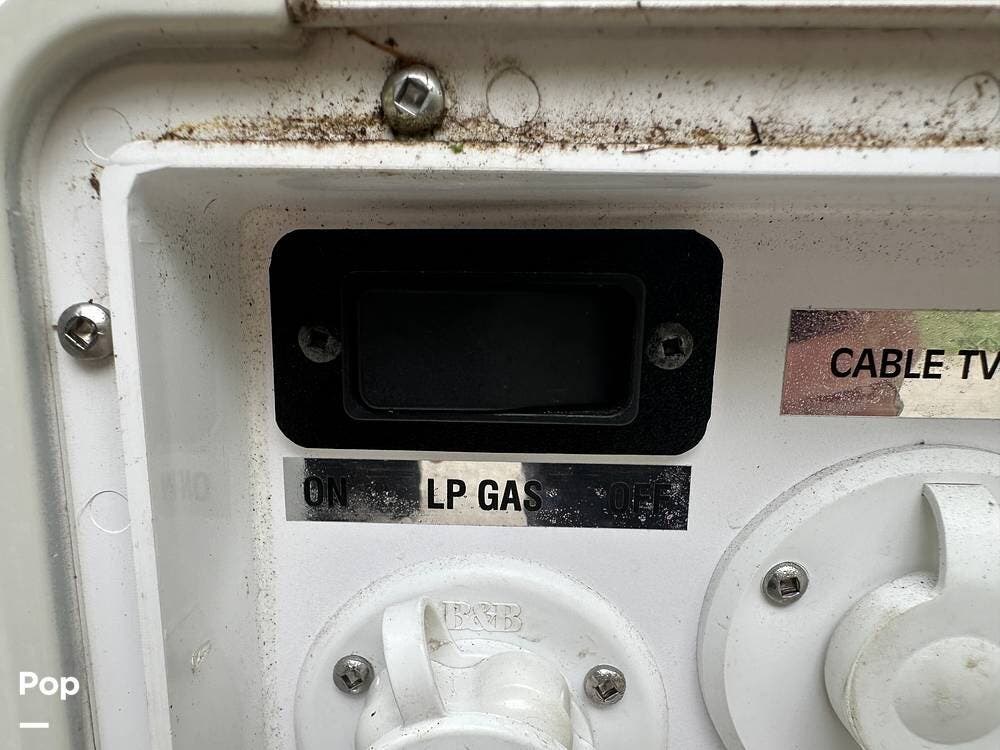 CABLE TV
ON LP GAS OFF
B&B
Pop